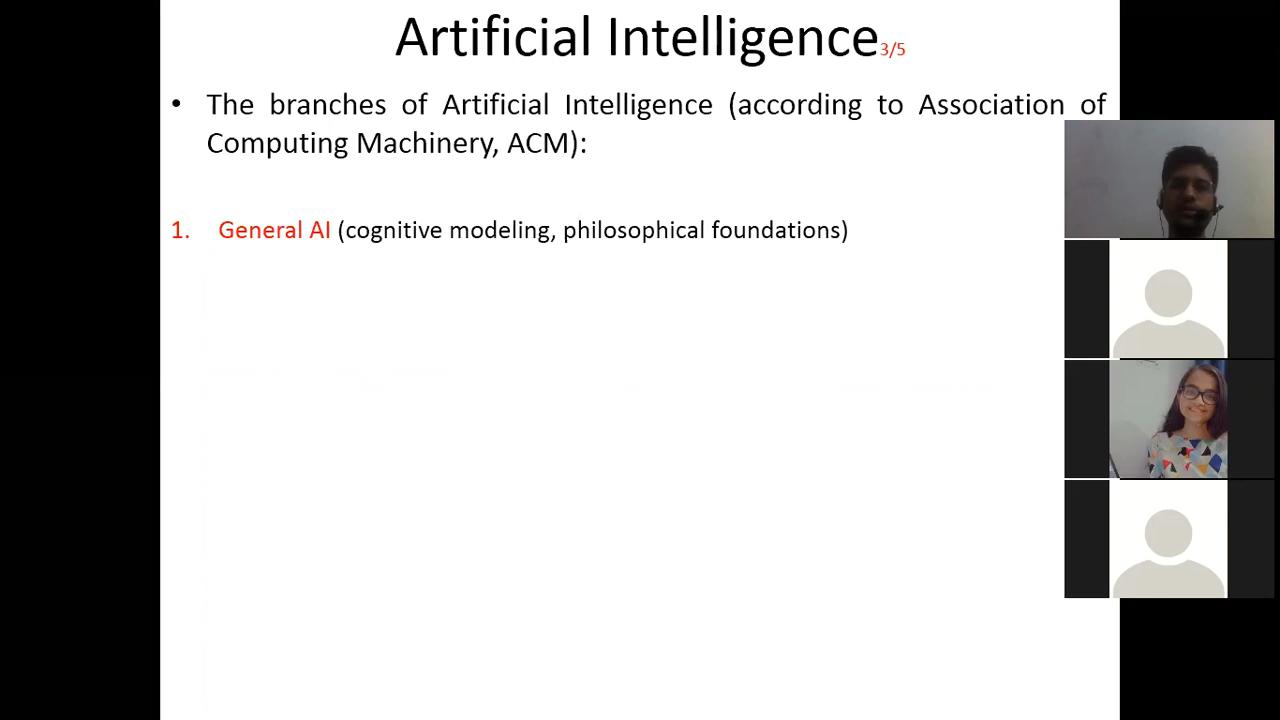 Artificial Intelligence 3/5
• The branches of Artificial Intelligence (according to Association of
Computing Machinery, ACM):
1. General AI (cognitive modeling, philosophical foundations)